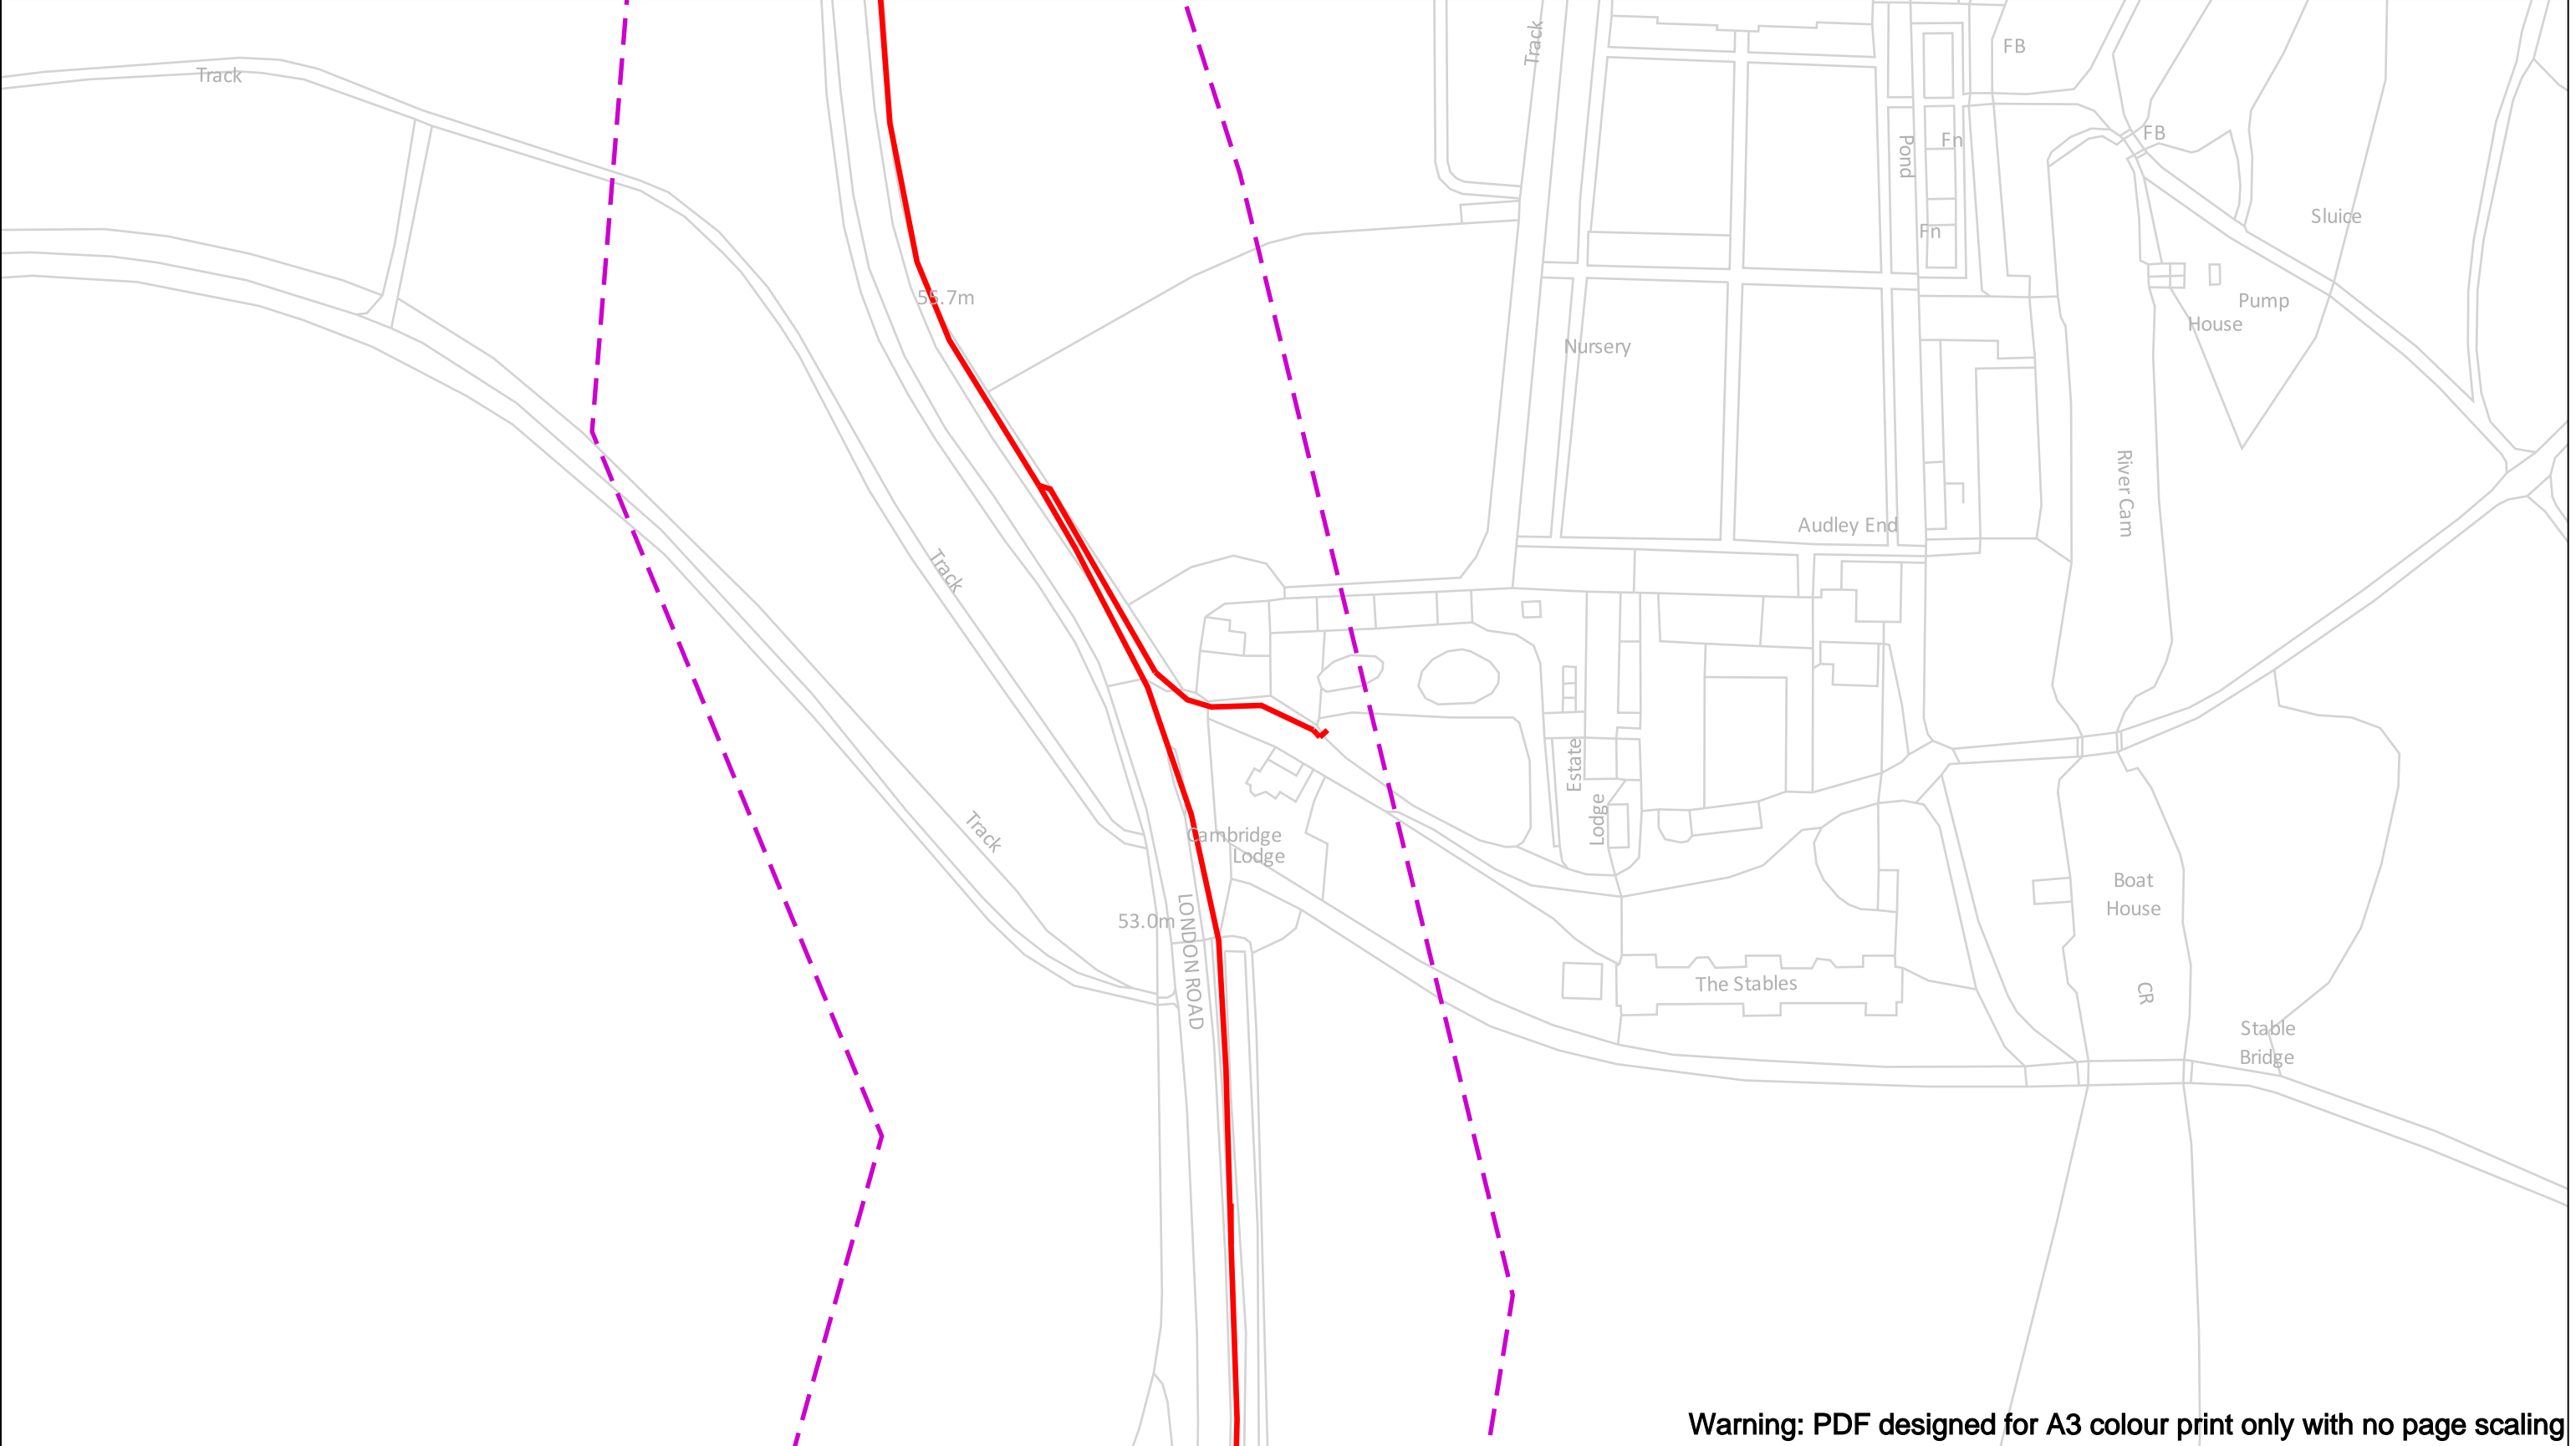 Track
FB
Track
FB
Fn
Pond
Sluice
Fn
55.7m
Pump
House
Nursery
River Cam
Audley End
Track
Estate
Lodge
Track
Cambridge
Lodge
Boat
House
53.0m
LONDON ROAD
The Stables
CR
Stable
Bridge
Warning: PDF designed for A3 colour print only with no page scaling